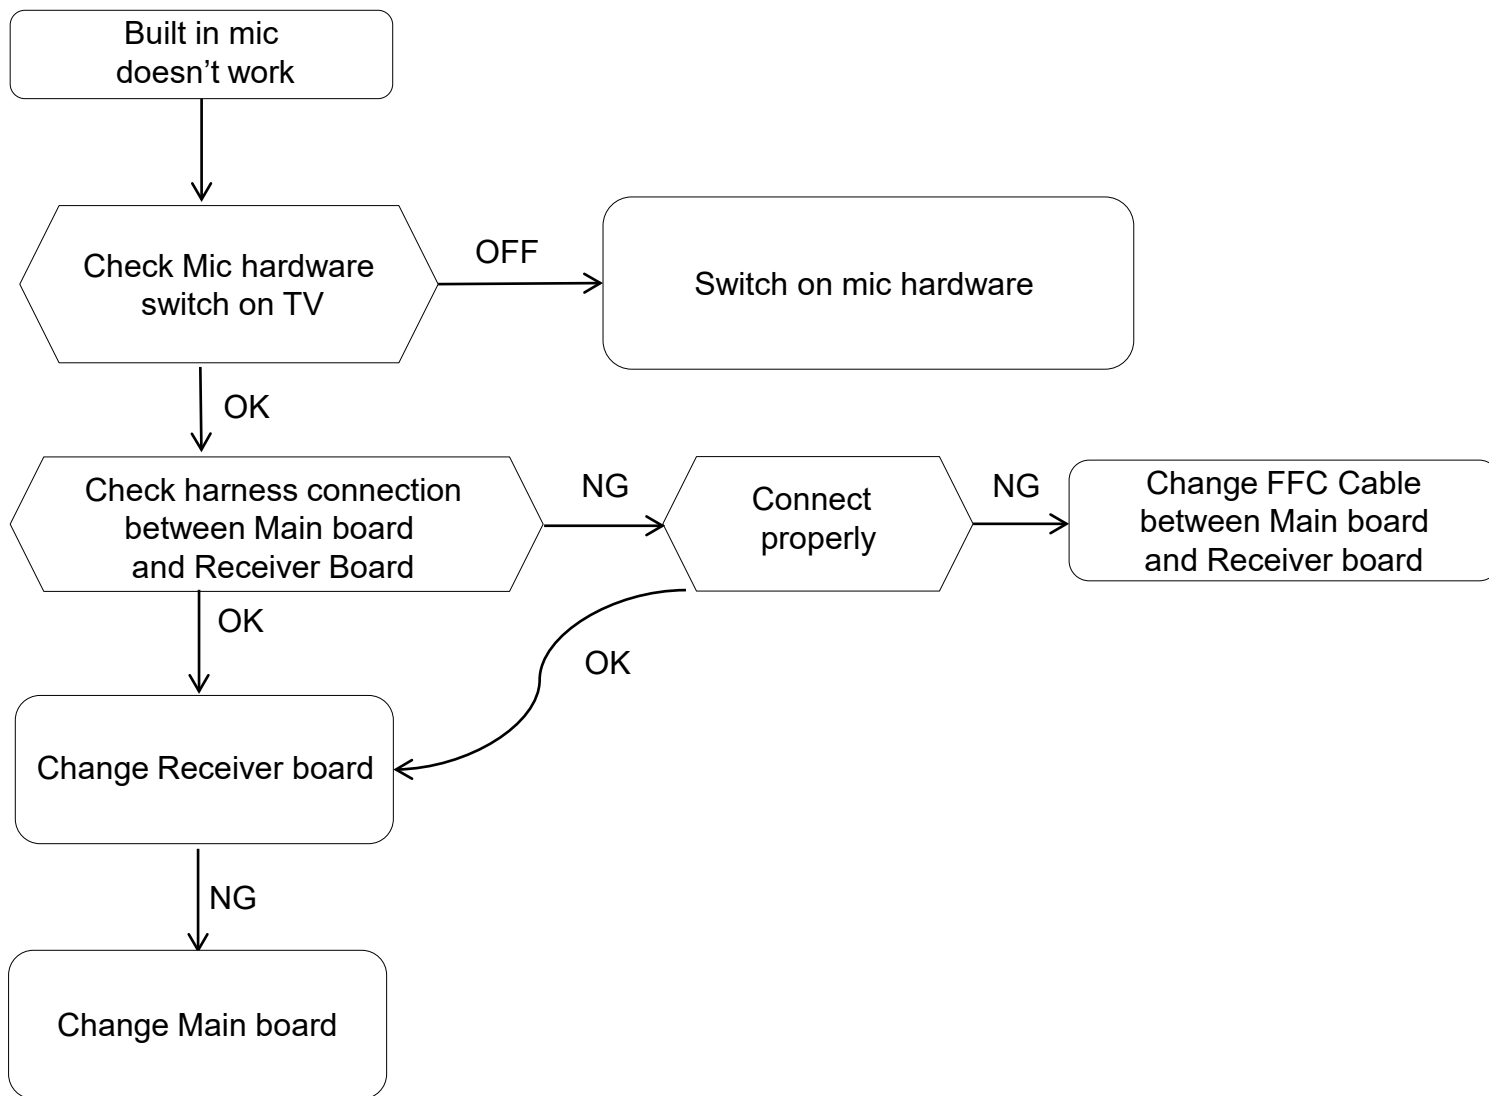 Built in mic
doesn’t work
Check Mic hardware
switch on TV
OFF
Switch on mic hardware
OK
Check harness connection
between Main board
and Receiver Board
NG
Connect
properly
NG
Change FFC Cable
between Main board
and Receiver board
OK
OK
Change Receiver board
NG
Change Main board